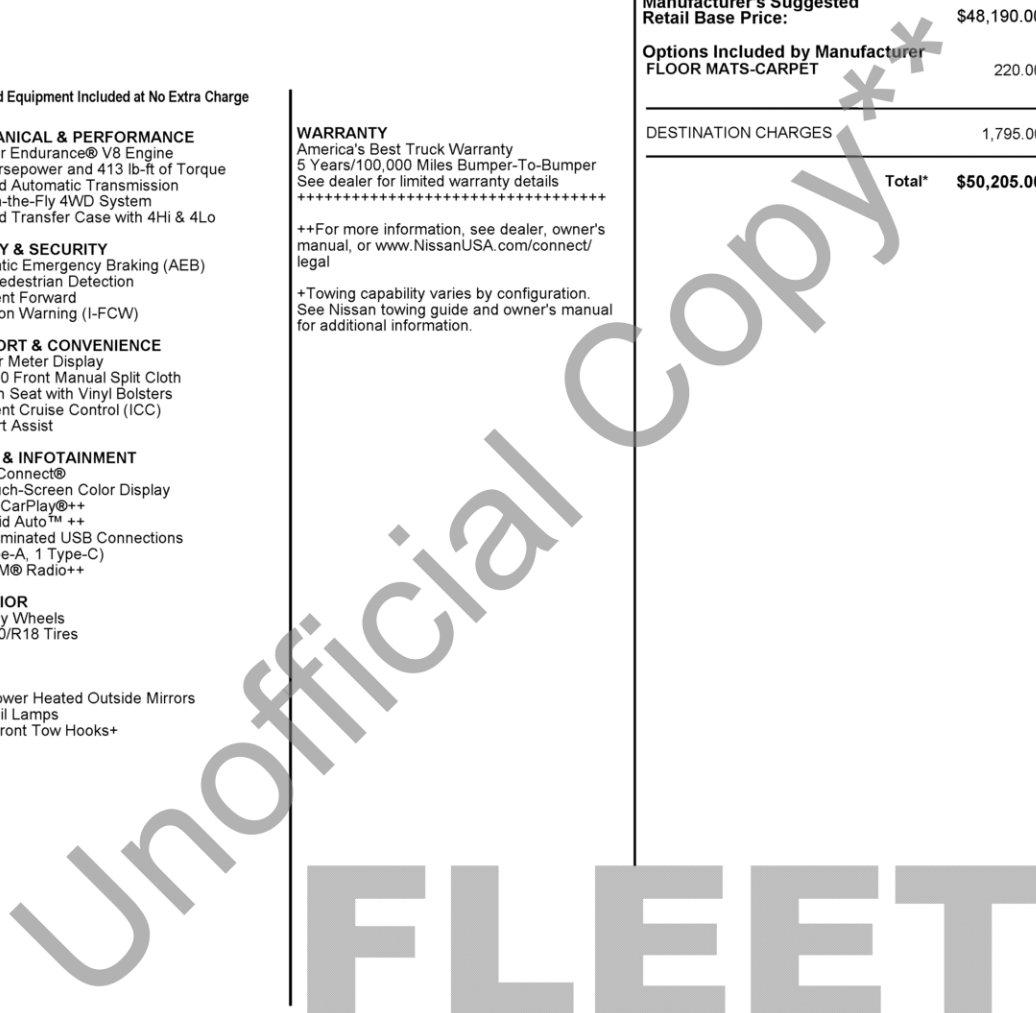 d Equipment Included at No Extra Charge
ANICAL & PERFORMANCE
r Endurance® V8 Engine
rsepower and 413 lb-ft of Torque
d Automatic Transmission
n-the-Fly 4WD System
d Transfer Case with 4Hi & 4Lo
Y & SECURITY
tic Emergency Braking (AEB)
edestrian Detection
ent Forward
on Warning (I-FCW)
ORT & CONVENIENCE
r Meter Display
0 Front Manual Split Cloth
h Seat with Vinyl Bolsters
ent Cruise Control (ICC)
rt Assist
& INFOTAINMENT
Connect®
ch-Screen Color Display
CarPlay®++
id Auto™ ++
minated USB Connections
e-A, 1 Type-C)
M® Radio++
IOR
y Wheels
0/R18 Tires
ower Heated Outside Mirrors
il Lamps
ront Tow Hooks+
WARRANTY
America's Best Truck Warranty
5 Years/100,000 Miles Bumper-To-Bumper
See dealer for limited warranty details
++++++++++++++++++++++++++++++++++
++For more information, see dealer, owner's
manual, or www.NissanUSA.com/connect/
legal
+Towing capability varies by configuration.
See Nissan towing guide and owner's manual
for additional information.
Manufacturer's Suggested
Retail Base Price: $48,190.00
Options Included by Manufacturer
FLOOR MATS-CARPET 220.00
DESTINATION CHARGES 1,795.00
Total* $50,205.00
Unofficial Copy**
FLEET